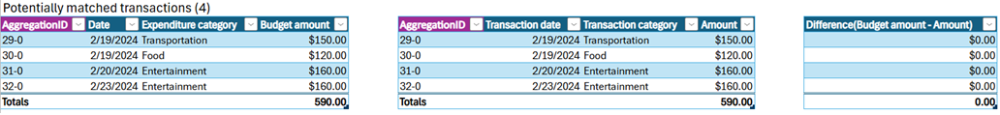 Potentially matched transactions (4)
AggregationID Date Expenditure category Budget amount AggregationID Transaction date Transaction category Amount Difference(Budget amount - Amount)
29-0 2/19/2024 Transportation $150.00 29-0 2/19/2024 Transportation $150.00 $0.00
30-0 2/19/2024 Food $120.00 30-0 2/19/2024 Food $120.00 $0.00
31-0 2/20/2024 Entertainment $160.00 31-0 2/20/2024 Entertainment $160.00 $0.00
32-0 2/23/2024 Entertainment $160.00 32-0 2/23/2024 Entertainment $160.00 $0.00
Totals 590.00 Totals 590.00 0.00